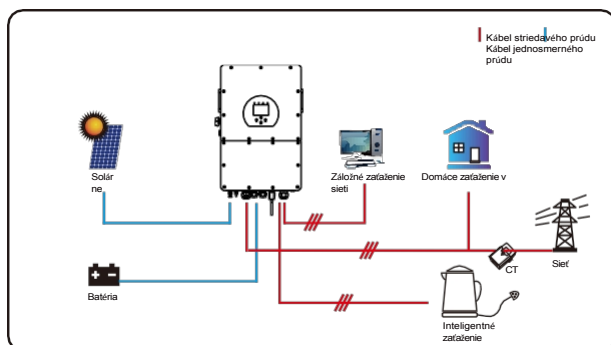 Kábel striedavého prúdu
Kábel jednosmerného
prúdu
Solár
ne
Záložné zaťaženie
sieti
Domáce zaťaženie v
CT
Sieť
Batéria
Inteligentné
zaťaženie